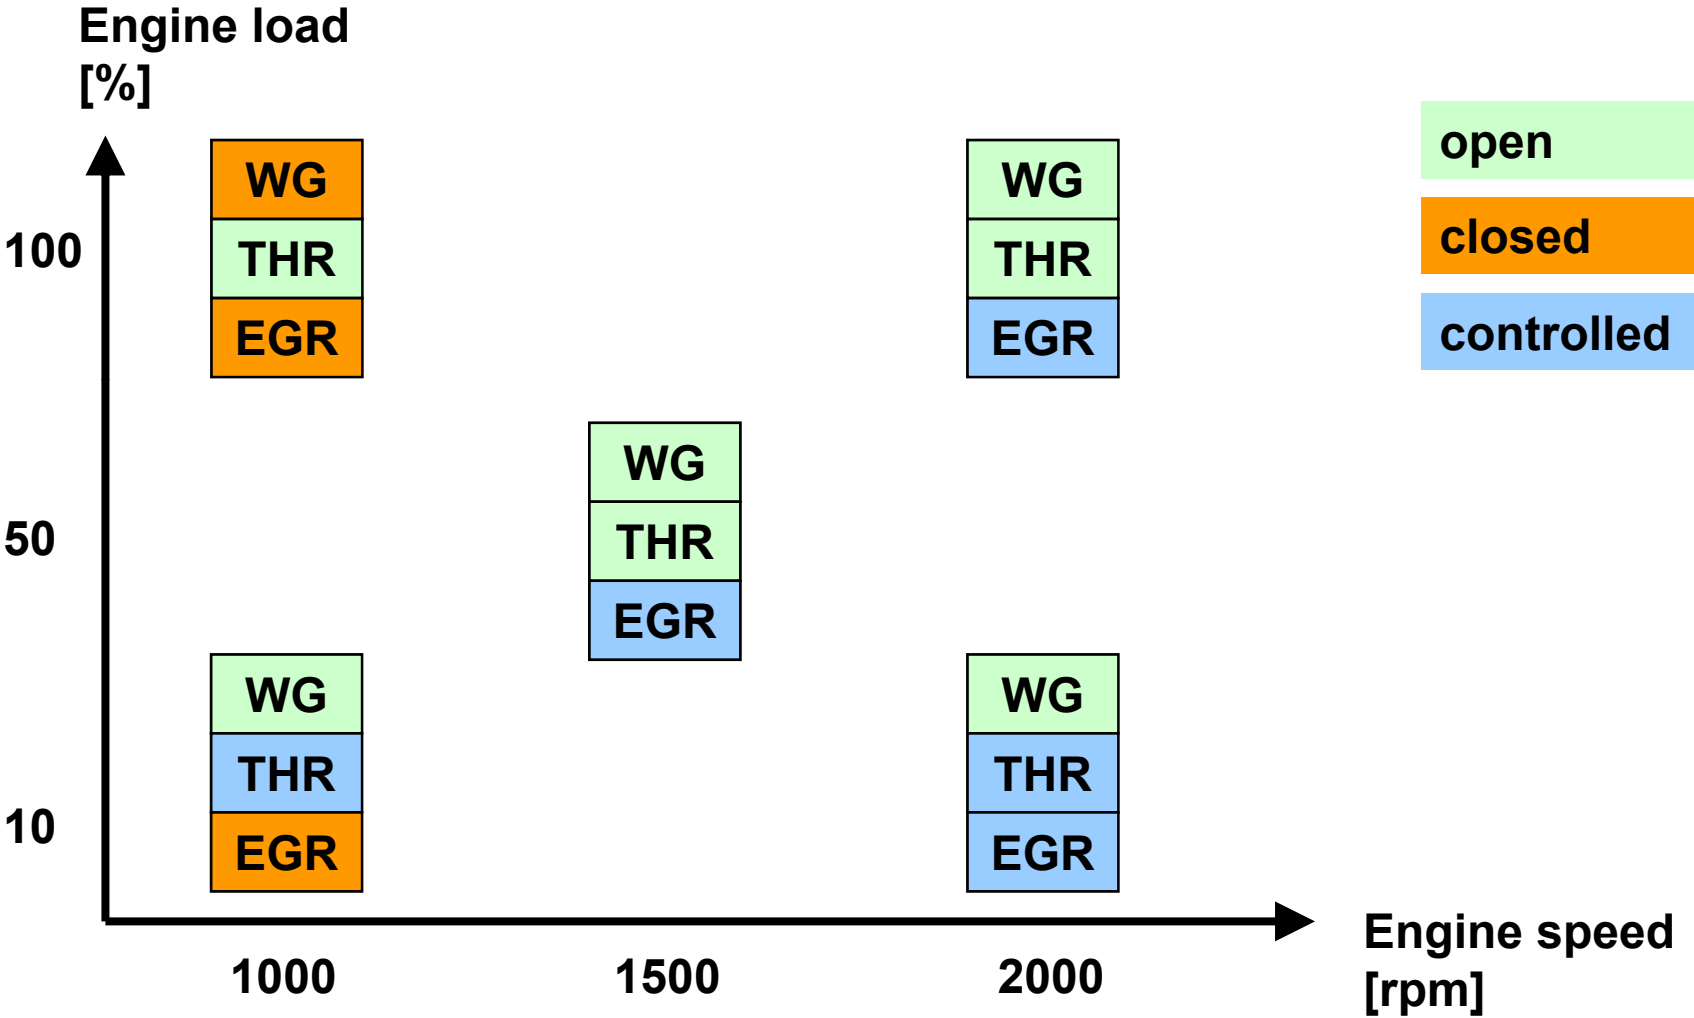 Engine load
[%]
WG
WG
open
100
THR
THR
closed
EGR
EGR
controlled
WG
50
THR
EGR
WG
WG
THR
THR
10
EGR
EGR
Engine speed
[rpm]
1000
1500
2000